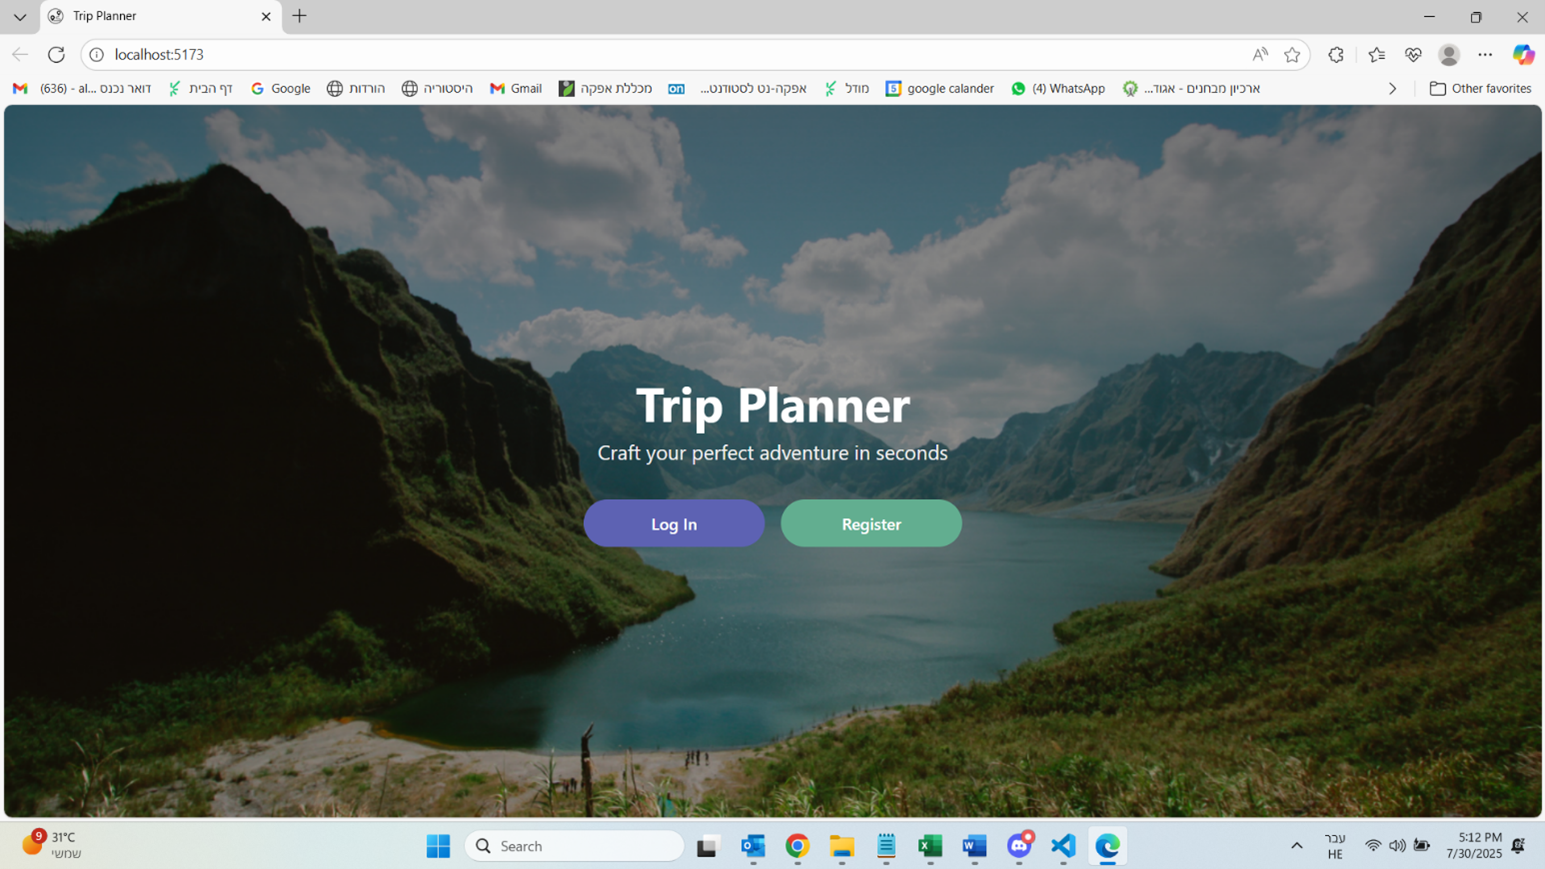 Trip Planner
localhost:5173
(636) - al... דואר נכנס
דף הבית
Google
הורדות
היסטוריה
Gmail
מכללת אפקה
on
אפקה-נט לסטודנט...
מודל
5
google calander
(4) WhatsApp
ארכיון מבחנים - אגוד...
Other favorites
Trip Planner
Craft your perfect adventure in seconds
Log In
Register
9
31°C
שמשי
Search
עבר
HE
5:12 PM
7/30/2025